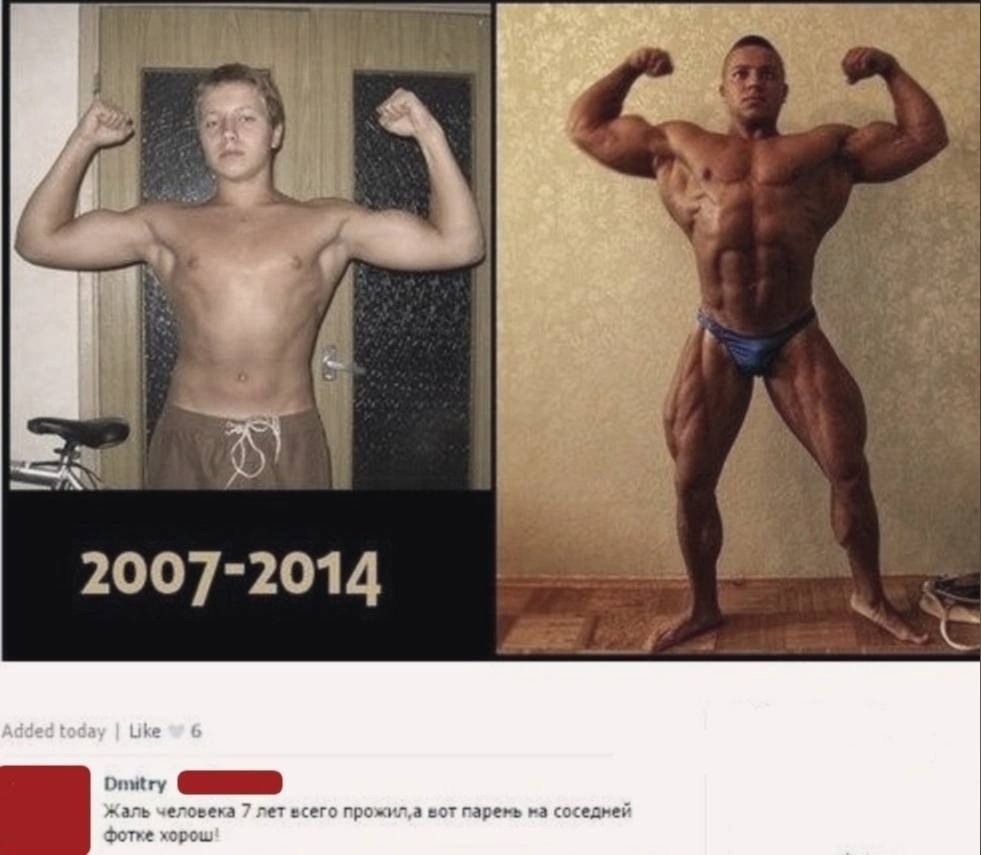 2007-2014
Added today | Like 6
Dmitry
Жаль человека 7 лет всего прожил,а вот парень на соседней
фотке хорош!